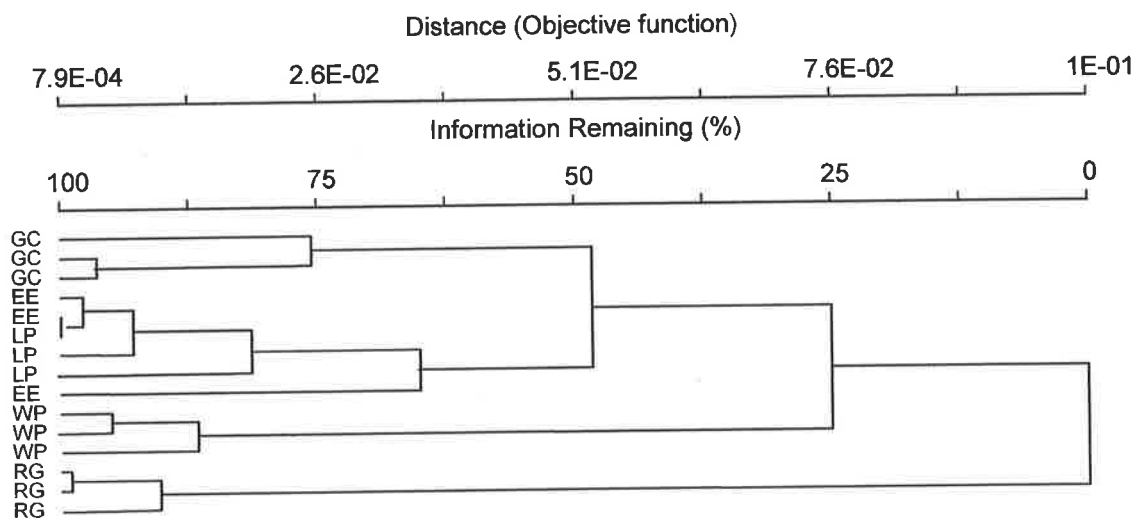 Distance (Objective function)
7.9E-04 2.6E-02 5.1E-02 7.6E-02 1E-01
Information Remaining (%)
100 75 50 25 0
GC
GC
GC
EE
EE
LP
LP
LP
EE
WP
WP
WP
RG
RG
RG